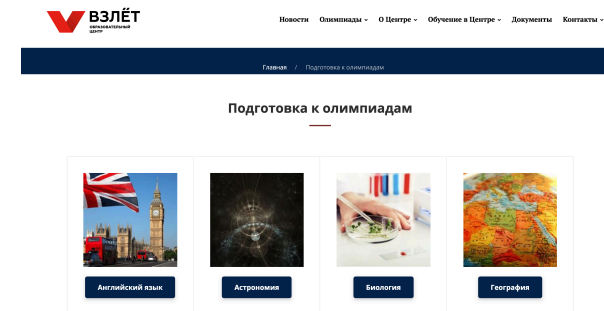 ВЗЛЁТ
ОБРАЗОВАТЕЛЬНЫЙ
ЦЕНТР
Новости Олимпиады О Центре Обучение в Центре Документы Контакты
Главная / Подготовка к олимпиадам
Подготовка к олимпиадам
Английский язык Астрономия Биология География